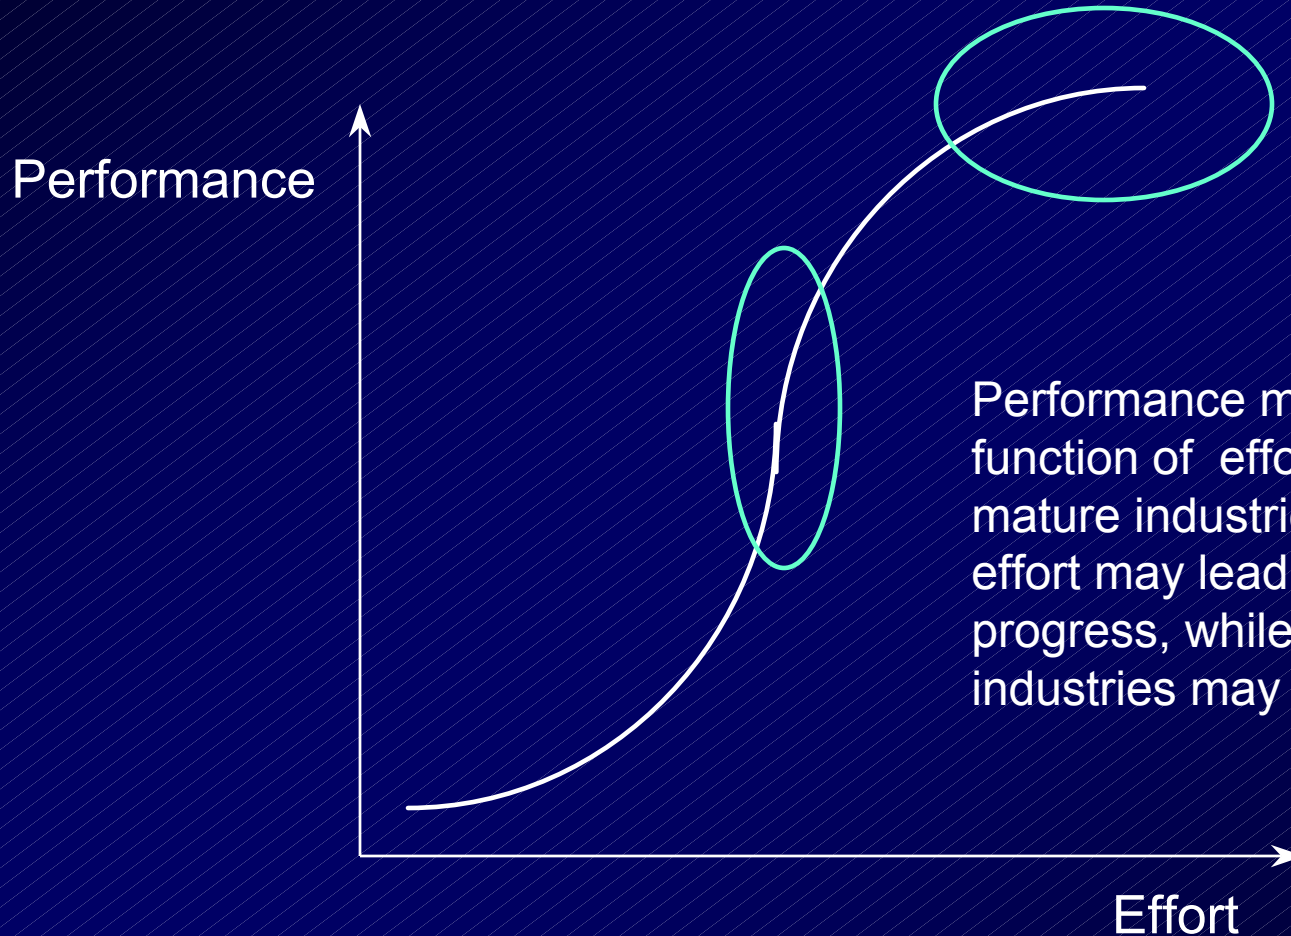 Performance
Performance m
function of  effo
mature industri
effort may lead
progress, while
industries may
Effort